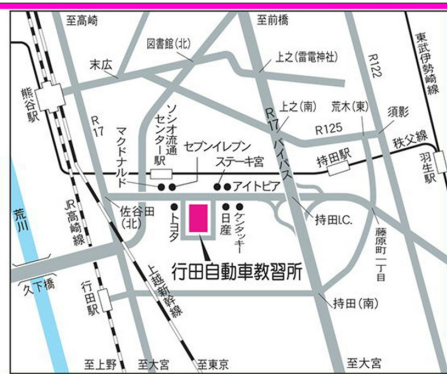 至高崎
至前橋
図書館(北)
上之(雷電神社)
末広
R122
東武伊勢崎線
熊谷駅
R17
マクドナルド
ソシオ流通センター駅
セブンイレブン
ステーキ宮
アイトピア
上之(南)
荒木(東)
須影
R125
R17バイパス
持田駅
秩父線
羽生駅
荒川
JR高崎線
佐谷田(北)
トヨタ
日産
ケンタッキー
持田I.C.
藤原町一丁目
行田自動車教習所
久下橋
行田駅
上越新幹線
持田(南)
至上野
至大宮
至東京
至大宮